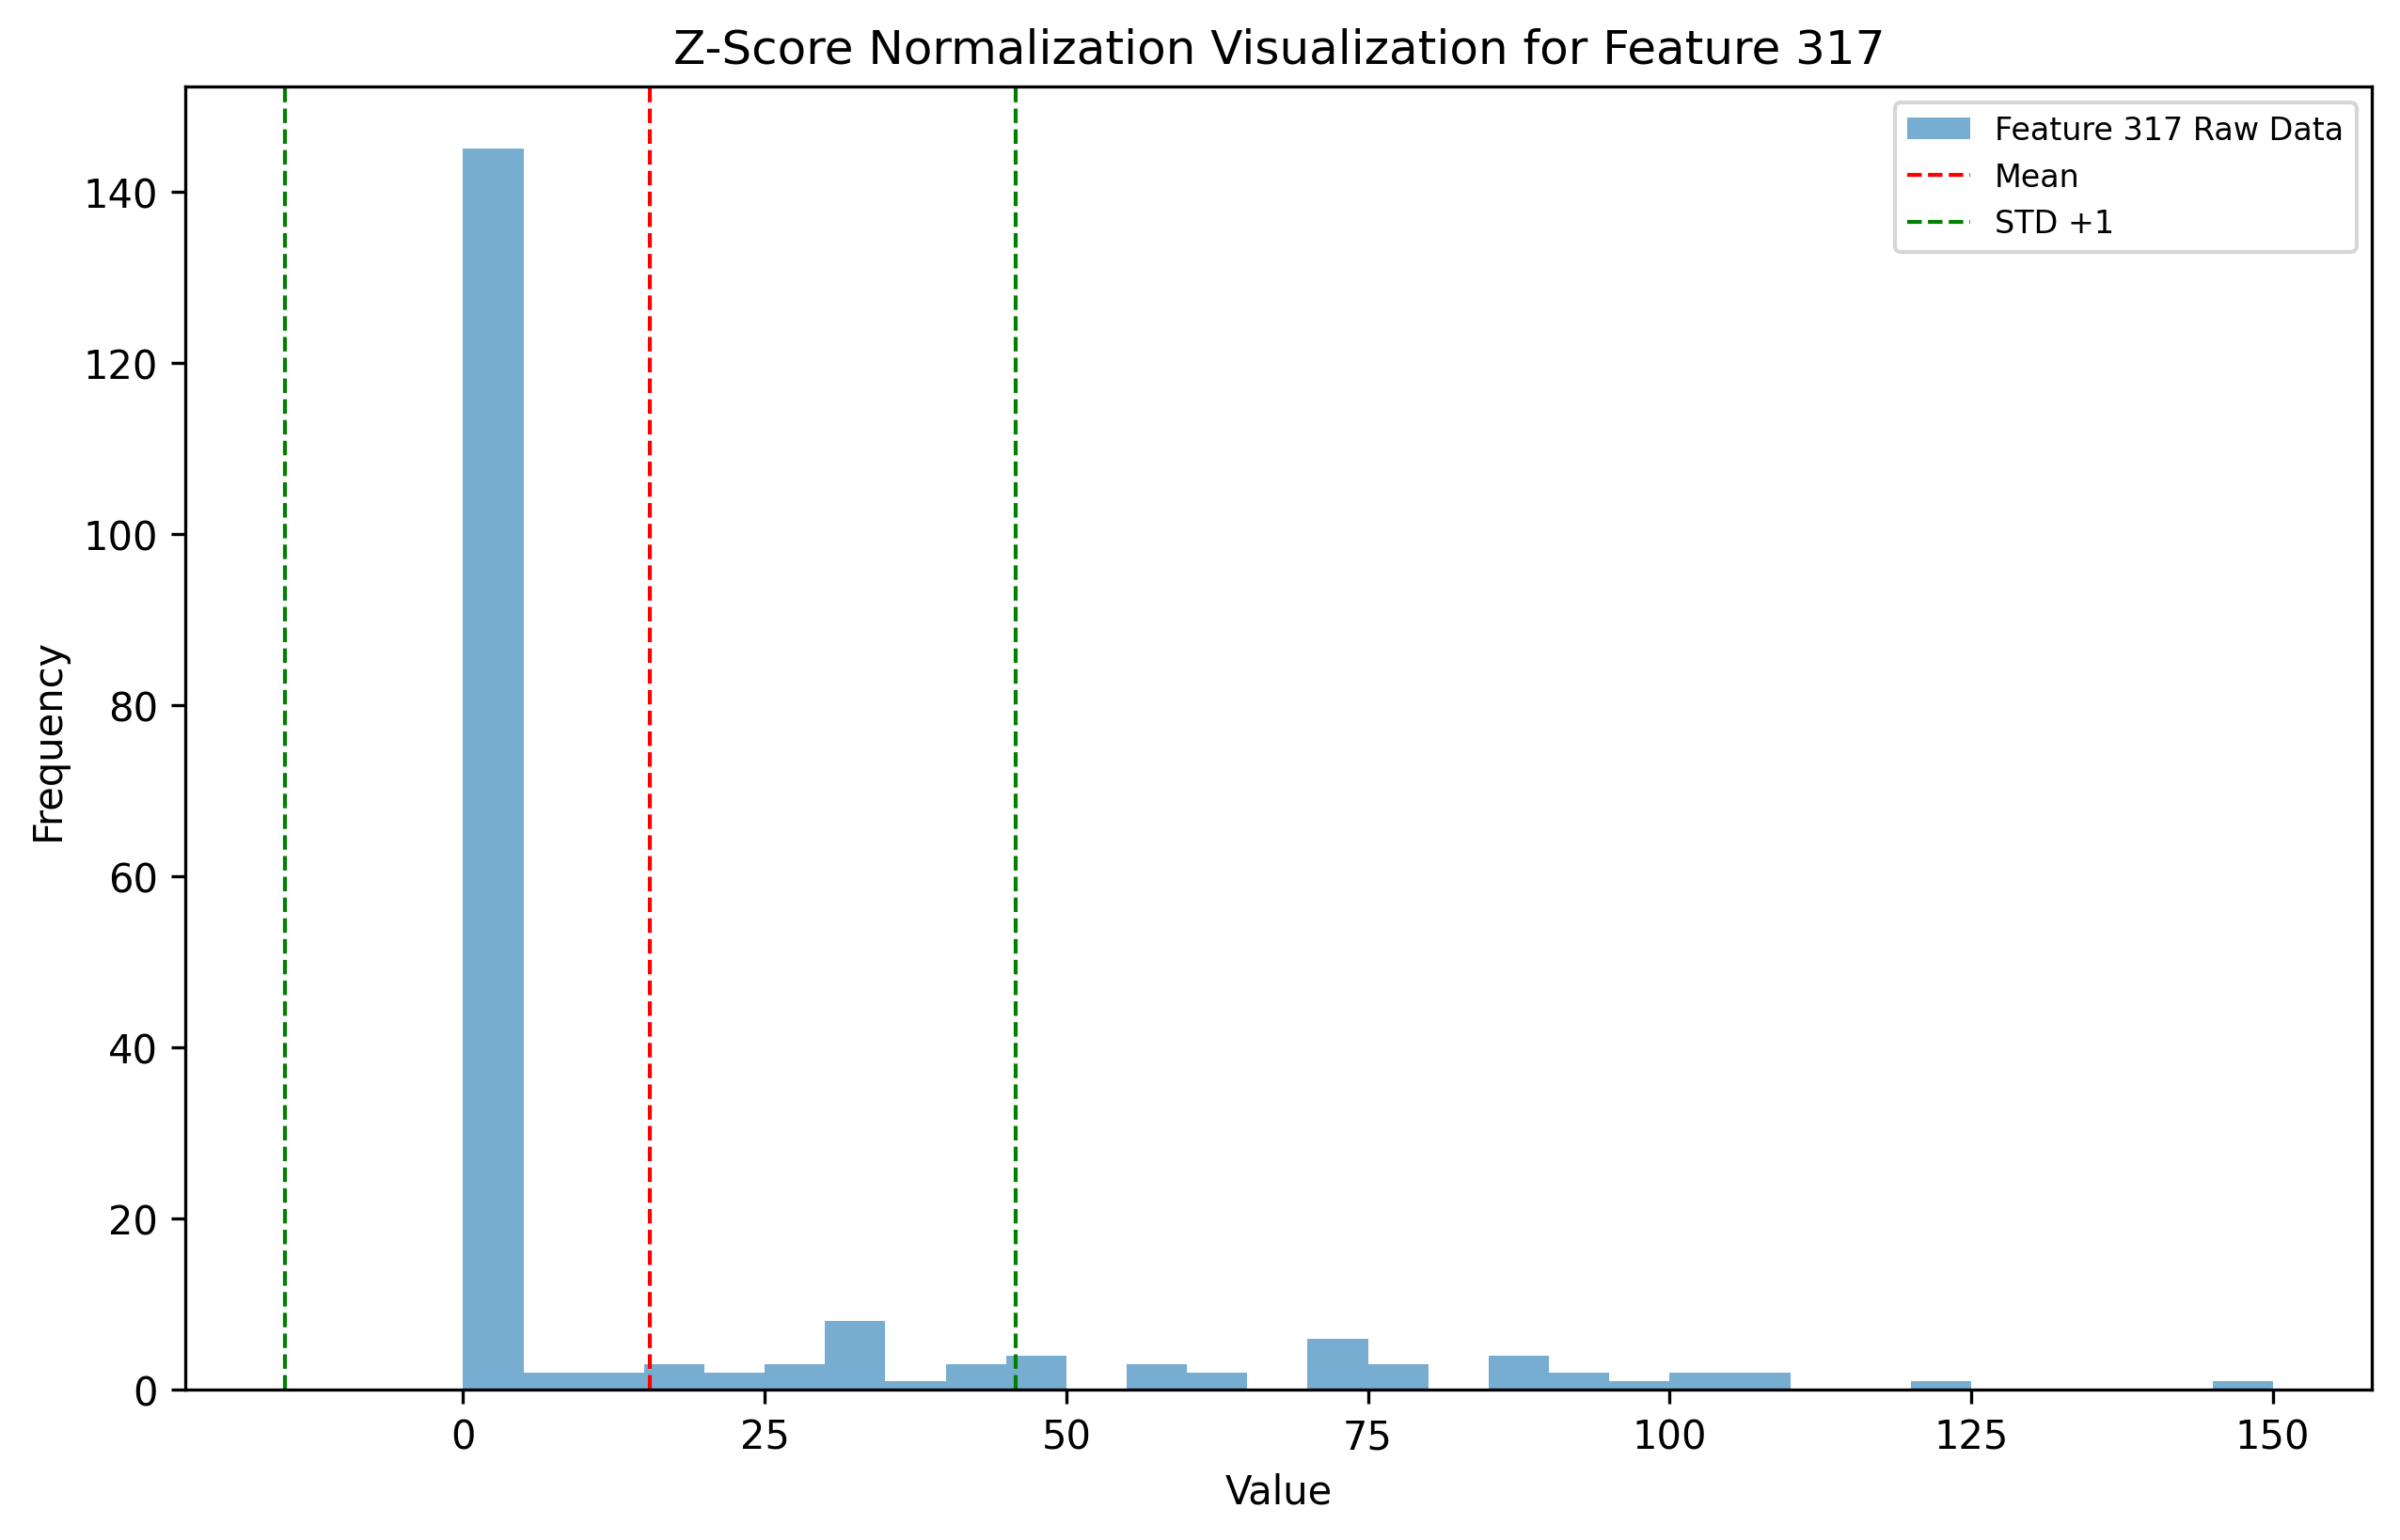 Z-Score Normalization Visualization for Feature 317
Feature 317 Raw Data
Mean
STD +1
140
120
100
80
60
40
20
0
Frequency
0 25 50 75 100 125 150
Value